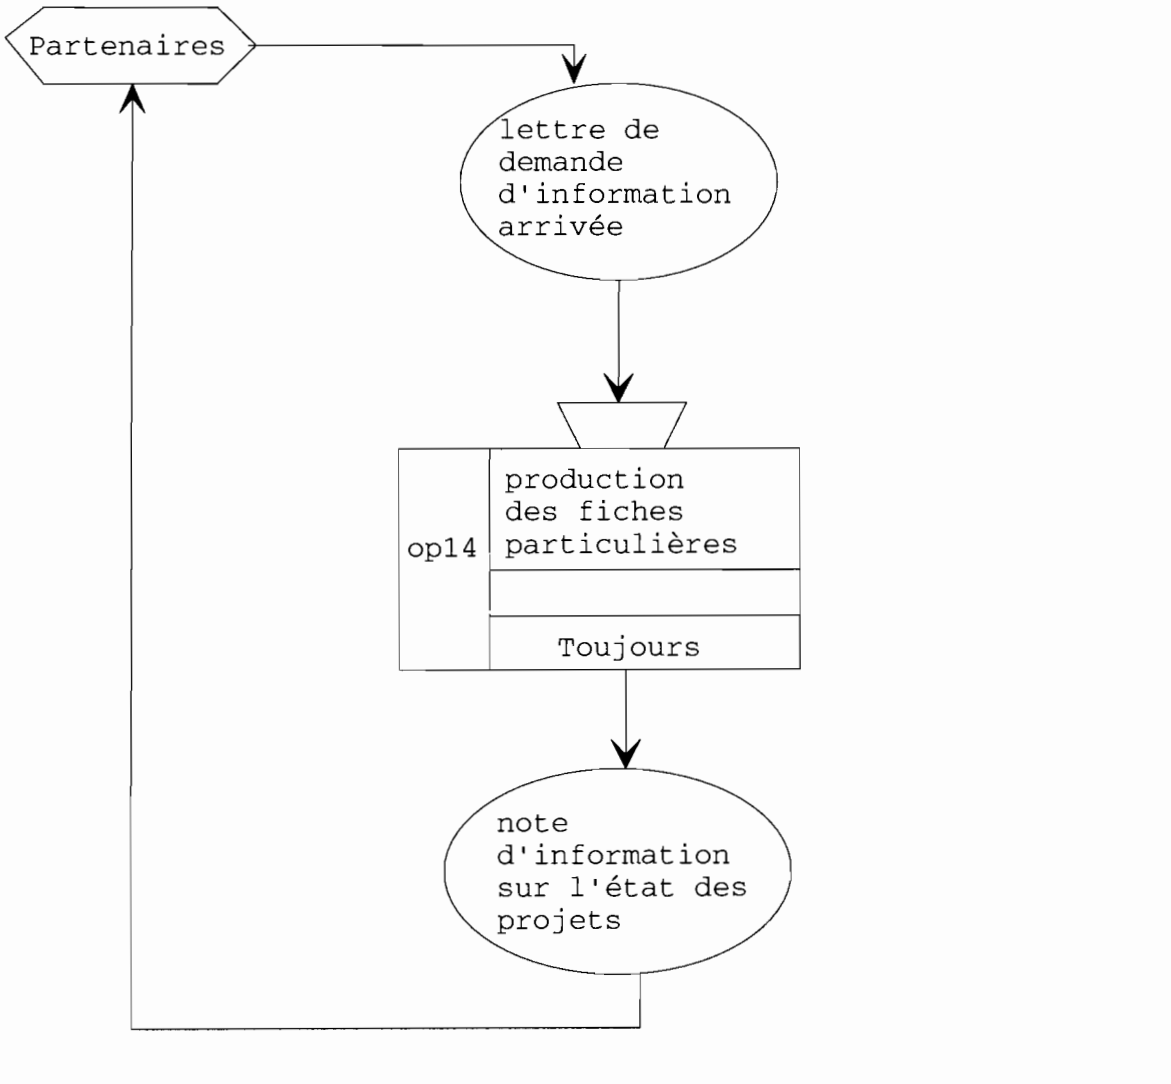 Partenaires
lettre de
demande
d'information
arrivée
op14
production
des fiches
particulières
Toujours
note
d'information
sur l'état des
projets